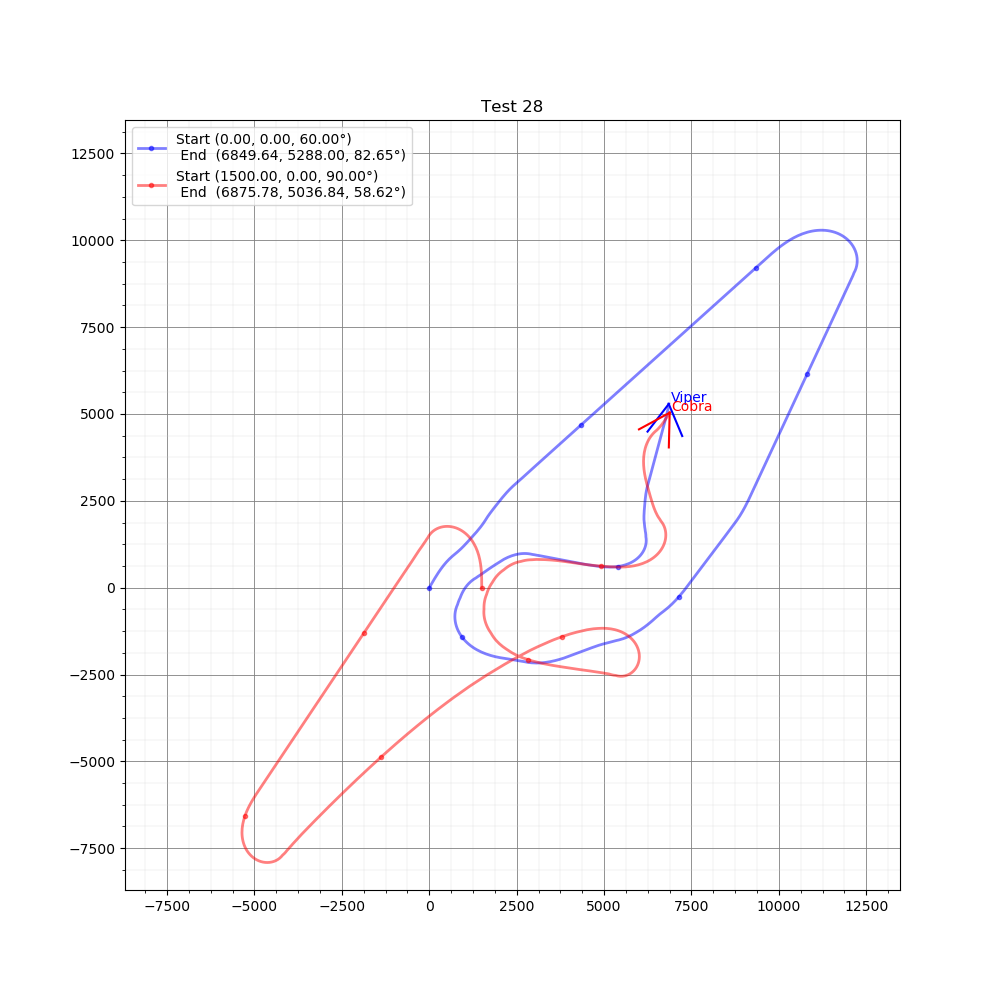 Test 28
Start (0.00, 0.00, 60.00°)
End (6849.64, 5288.00, 82.65°)
Start (1500.00, 0.00, 90.00°)
End (6875.78, 5036.84, 58.62°)
12500
10000
7500
5000
2500
0
−2500
−5000
−7500
Viper
Cobra
−7500 −5000 −2500 0 2500 5000 7500 10000 12500